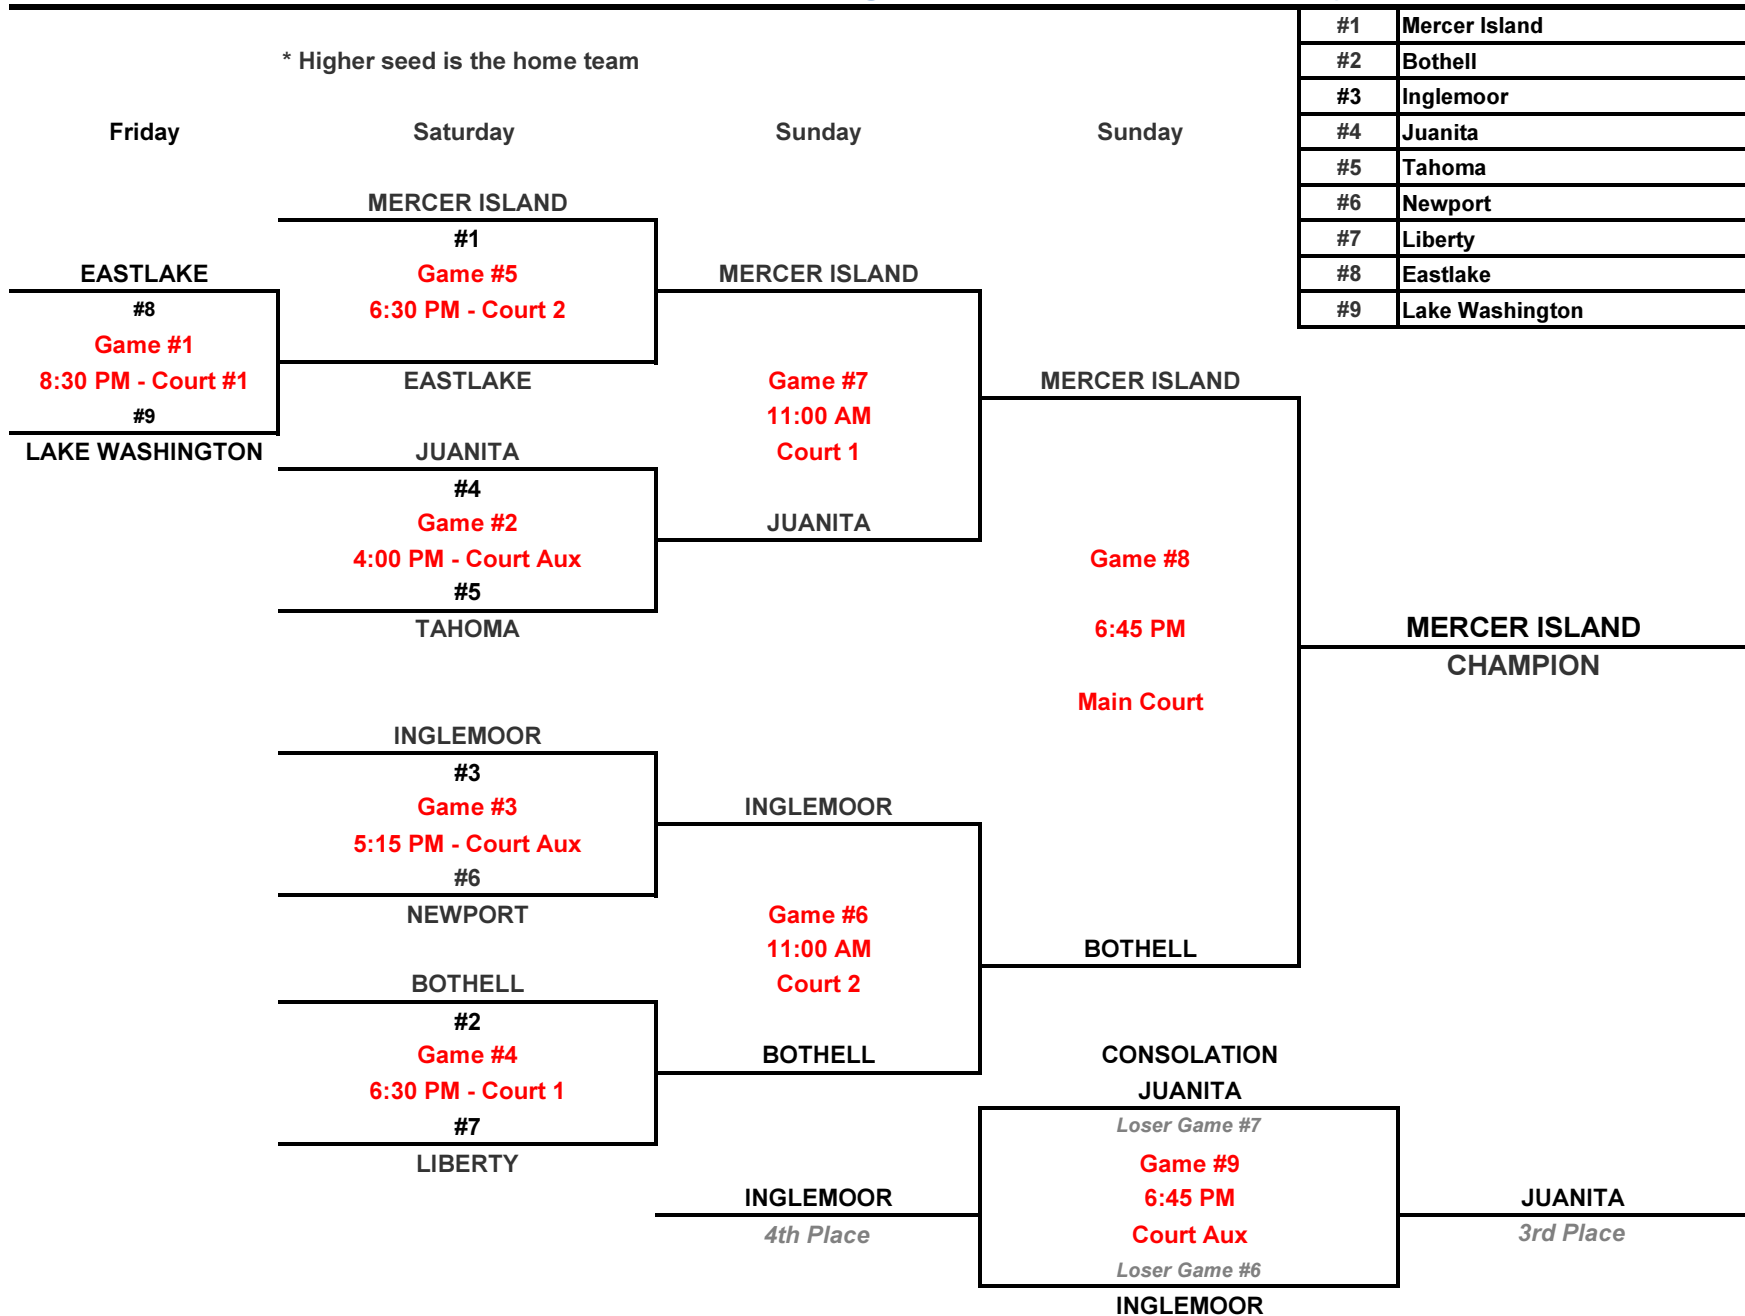 #1 Mercer Island
* Higher seed is the home team
#2 Bothell
#3 Inglemoor
Friday Saturday Sunday Sunday
#4 Juanita
#5 Tahoma
MERCER ISLAND
#6 Newport
#1
#7 Liberty
EASTLAKE
Game #5
MERCER ISLAND
#8 Eastlake
#8
6:30 PM - Court 2
#9 Lake Washington
Game #1
8:30 PM - Court #1
EASTLAKE
Game #7
MERCER ISLAND
#9
11:00 AM
LAKE WASHINGTON
JUANITA
Court 1
#4
Game #2
JUANITA
4:00 PM - Court Aux
Game #8
#5
TAHOMA
6:45 PM
MERCER ISLAND
CHAMPION
Main Court
INGLEMOOR
#3
Game #3
INGLEMOOR
5:15 PM - Court Aux
#6
NEWPORT
Game #6
11:00 AM
BOTHELL
BOTHELL
Court 2
#2
Game #4
BOTHELL
CONSOLATION
6:30 PM - Court 1
JUANITA
#7
Loser Game #7
LIBERTY
Game #9
INGLEMOOR
6:45 PM
JUANITA
4th Place
Court Aux
3rd Place
Loser Game #6
INGLEMOOR